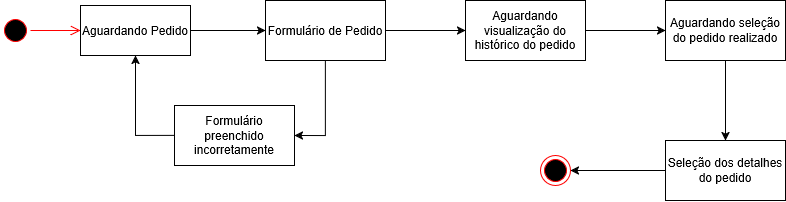 Aguardando Pedido
Formulário de Pedido
Aguardando
visualização do
histórico do pedido
Aguardando seleção
do pedido realizado
Formulário
preenchido
incorretamente
Seleção dos detalhes
do pedido